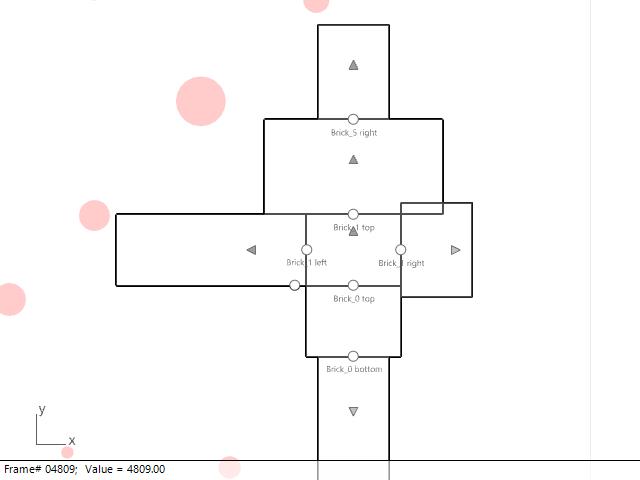 Brick_5 right
Brick_1 top
Brick_1 left
Brick_1 right
Brick_0 top
Brick_0 bottom
y
x
Frame# 04809; Value = 4809.00